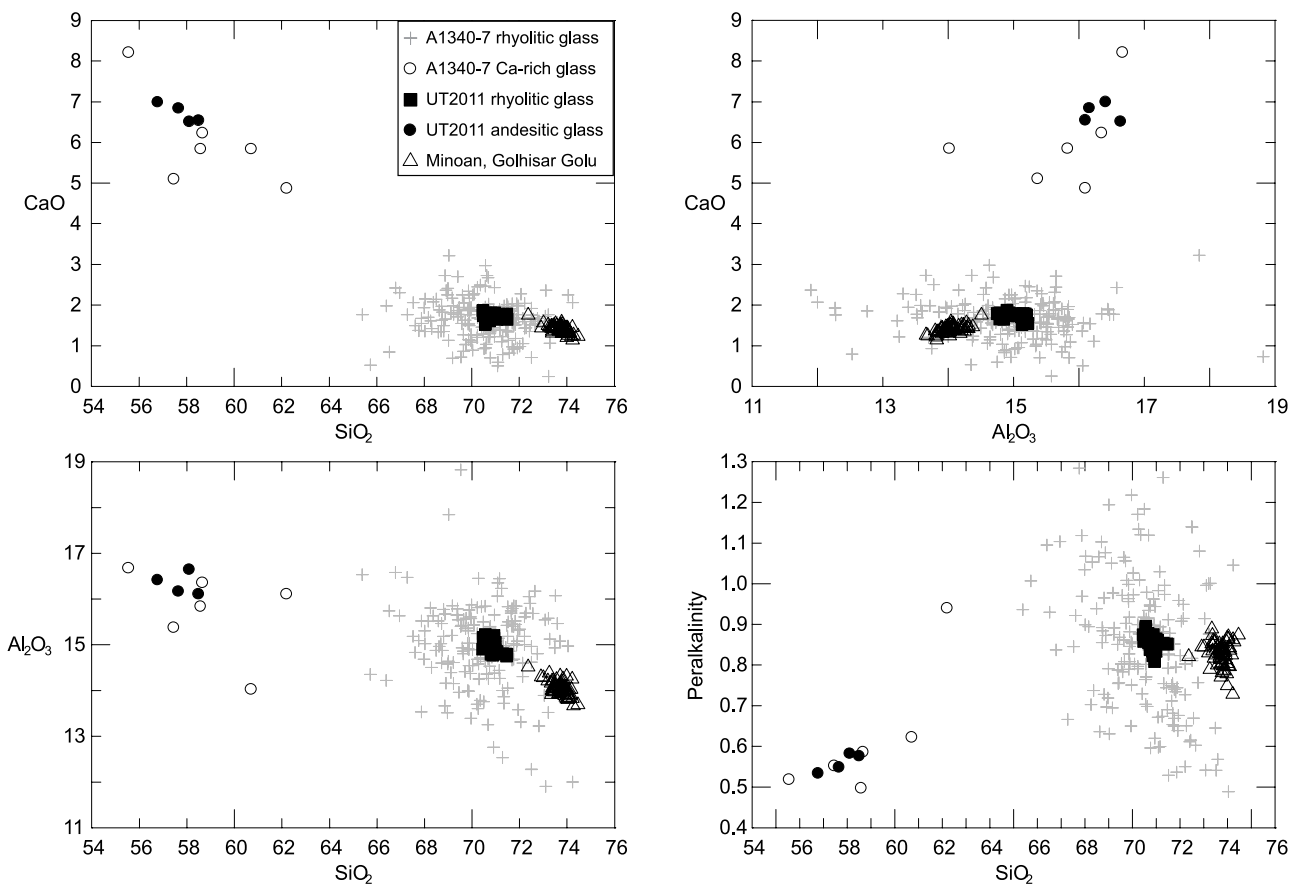 9
8
7
6
5
4
3
2
1
0
CaO
54 56 58 60 62 64 66 68 70 72 74 76
SiO₂
A1340-7 rhyolitic glass
A1340-7 Ca-rich glass
UT2011 rhyolitic glass
UT2011 andesitic glass
Minoan, Golhisar Golu
9
8
7
6
5
4
3
2
1
0
CaO
11 13 15 17 19
Al₂O₃
19
17
15
13
11
Al₂O₃
54 56 58 60 62 64 66 68 70 72 74 76
SiO₂
1.3
1.2
1.1
1.0
0.9
0.8
0.7
0.6
0.5
0.4
Peralkalinity
54 56 58 60 62 64 66 68 70 72 74 76
SiO₂